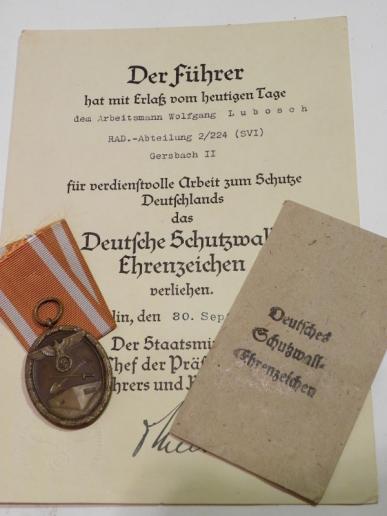 Der Führer
hat mit Erlaß vom heutigen Tage
dem Arbeitsmann Wolfgang Lubosch
RAD.-Abteilung 2/224 (SVI)
Gersbach II
für verdienstvolle Arbeit zum Schutze
Deutschlands
das
Deutsche Schutzwall
Ehrenzeichen
verliehen.
lin, den 30. Sep
Der Staatsmi
Chef der Prä
hrers und
Deutsches
Schutzwall-
Ehrenzeichen